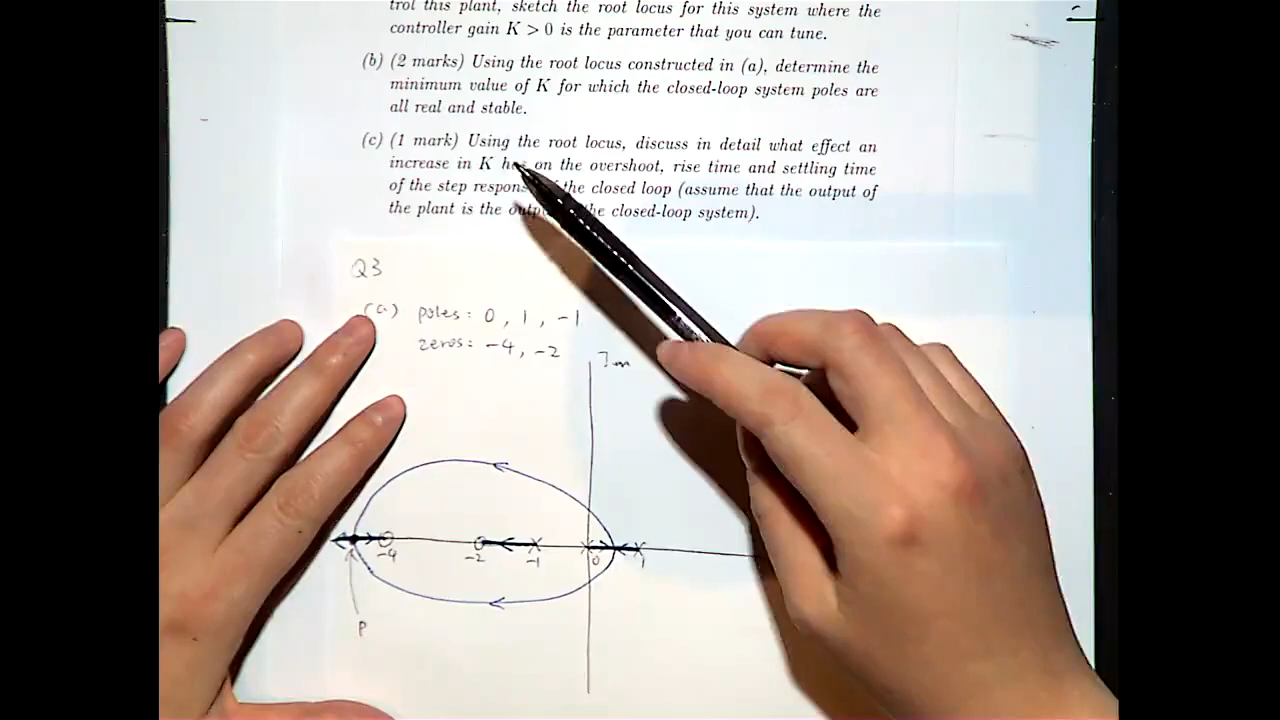 trol this plant, sketch the root locus for this system where the
controller gain K > 0 is the parameter that you can tune.
(b) (2 marks) Using the root locus constructed in (a), determine the
minimum value of K for which the closed-loop system poles are
all real and stable.
(c) (1 mark) Using the root locus, discuss in detail what effect an
increase in K has on the overshoot, rise time and settling time
of the step response the closed loop (assume that the output of
the plant is the output the closed-loop system).
Q3
(a) poles: 0, 1, -1
zeros: -4, -2
Im
-4 -2 -1 0 1
P